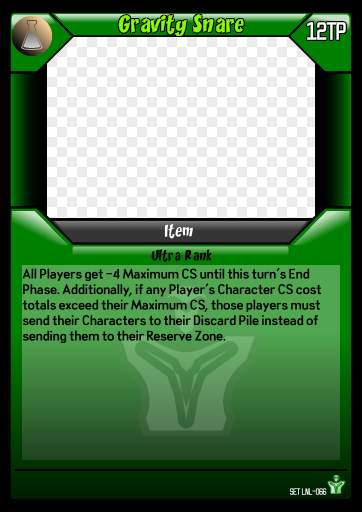 Gravity Snare
12TP
Item
Ultra Rank
All Players get -4 Maximum CS until this turn's End
Phase. Additionally, if any Player's Character CS cost
totals exceed their Maximum CS, those players must
send their Characters to their Discard Pile instead of
sending them to their Reserve Zone.
SET LNL-066